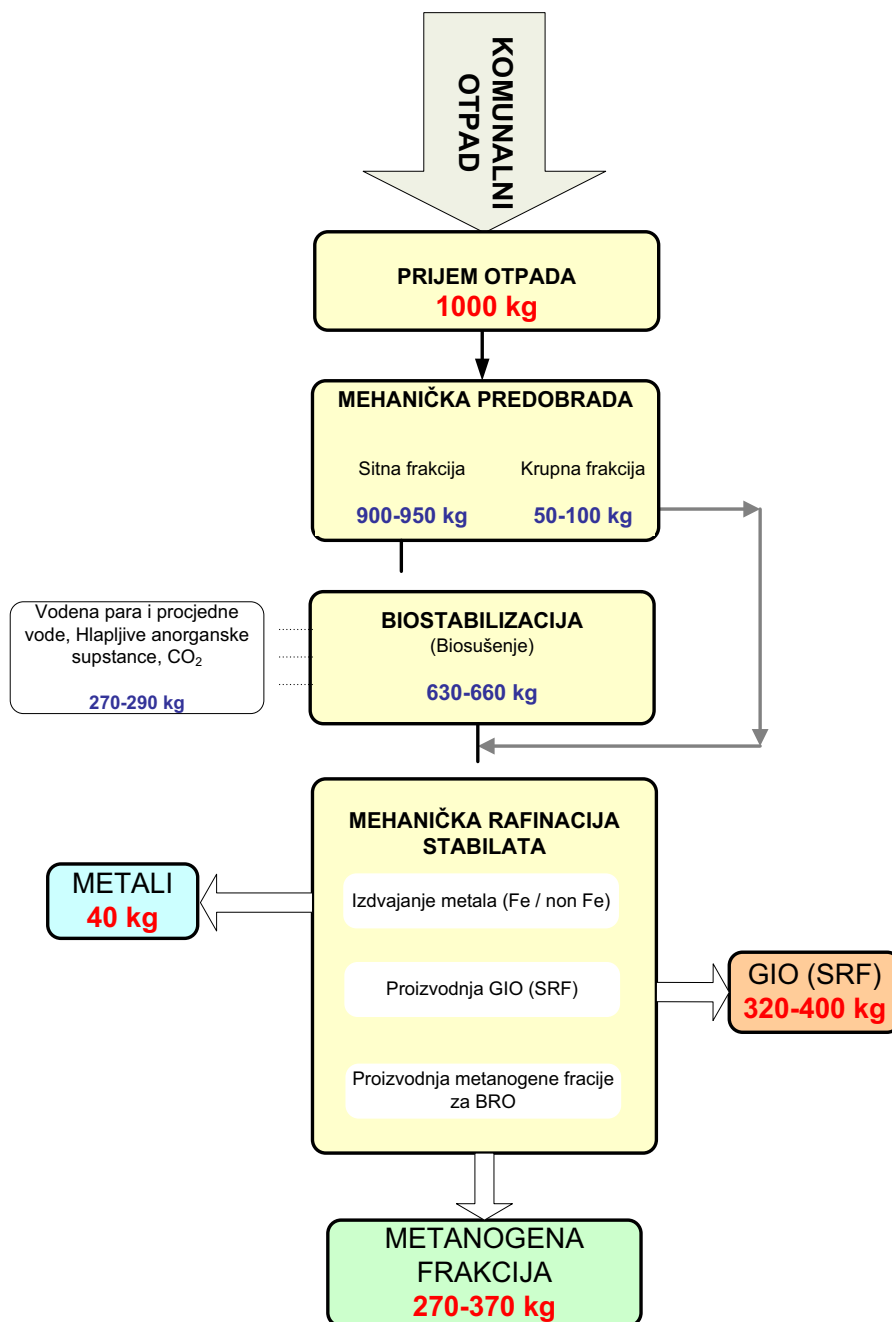 KOMUNALNI
OTPAD
PRIJEM OTPADA
1000 kg
MEHANIČKA PREDOBRADA
Sitna frakcija
Krupna frakcija
900-950 kg
50-100 kg
Vodena para i procjedne
vode, Hlapljive anorganske
supstance, CO₂
270-290 kg
BIOSTABILIZACIJA
(Biosušenje)
630-660 kg
MEHANIČKA RAFINACIJA
STABILATA
METALI
40 kg
Izdvajanje metala (Fe / non Fe)
Proizvodnja GIO (SRF)
GIO (SRF)
320-400 kg
Proizvodnja metanogene fracije
za BRO
METANOGENA
FRAKCIJA
270-370 kg